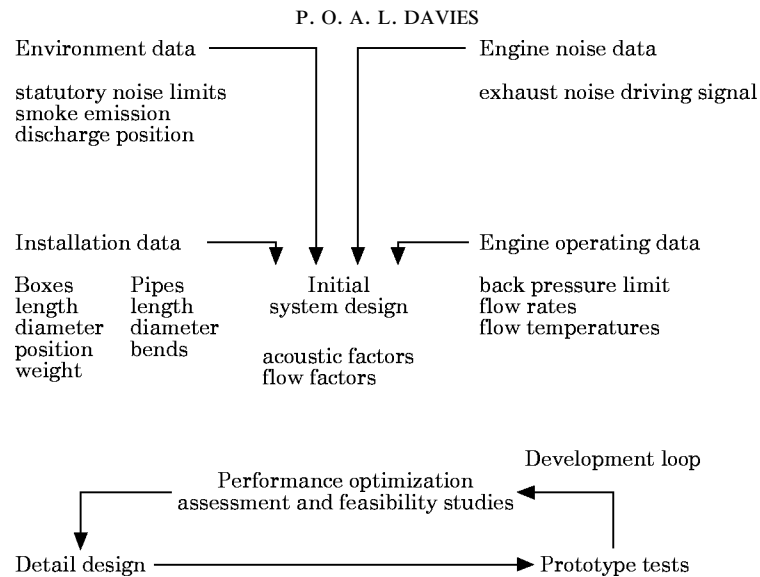 P. O. A. L. DAVIES
Environment data
Engine noise data
statutory noise limits
smoke emission
discharge position
exhaust noise driving signal
Installation data
Engine operating data
Boxes
length
diameter
position
weight
Pipes
length
diameter
bends
Initial
system design
acoustic factors
flow factors
back pressure limit
flow rates
flow temperatures
Development loop
Performance optimization
assessment and feasibility studies
Detail design
Prototype tests